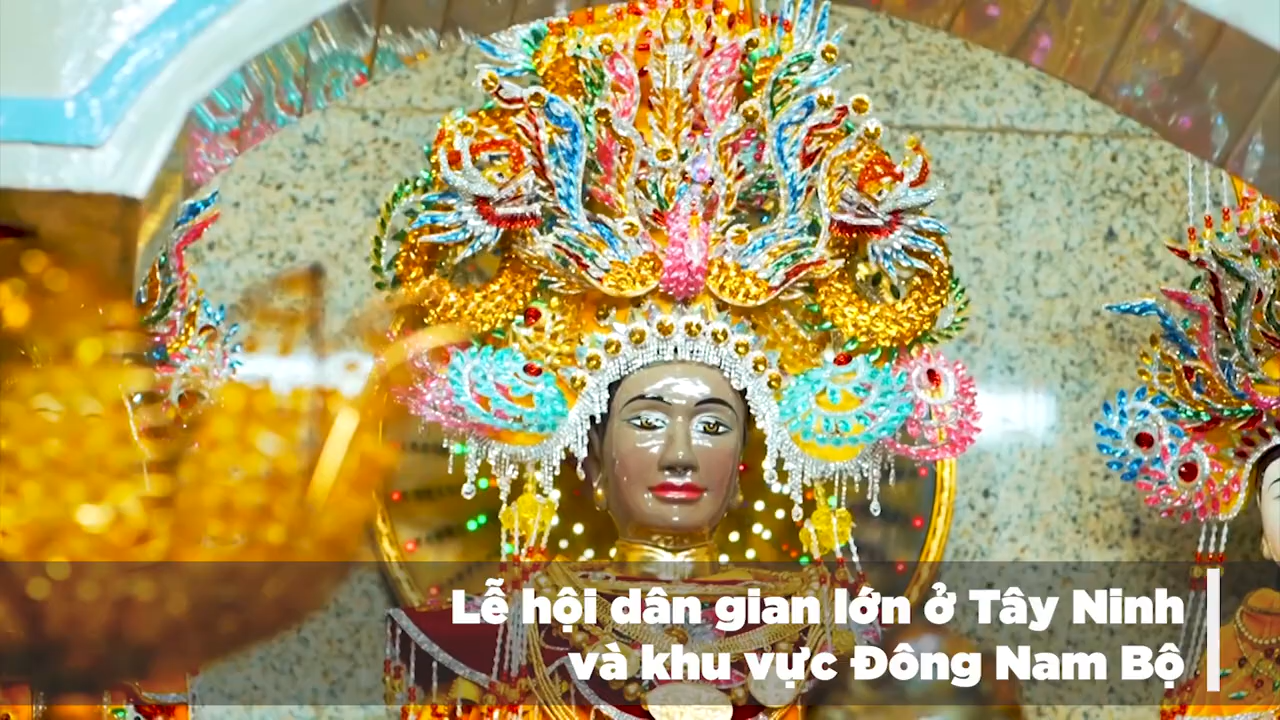 Lễ hội dân gian lớn ở Tây Ninh
và khu vực Đông Nam Bộ